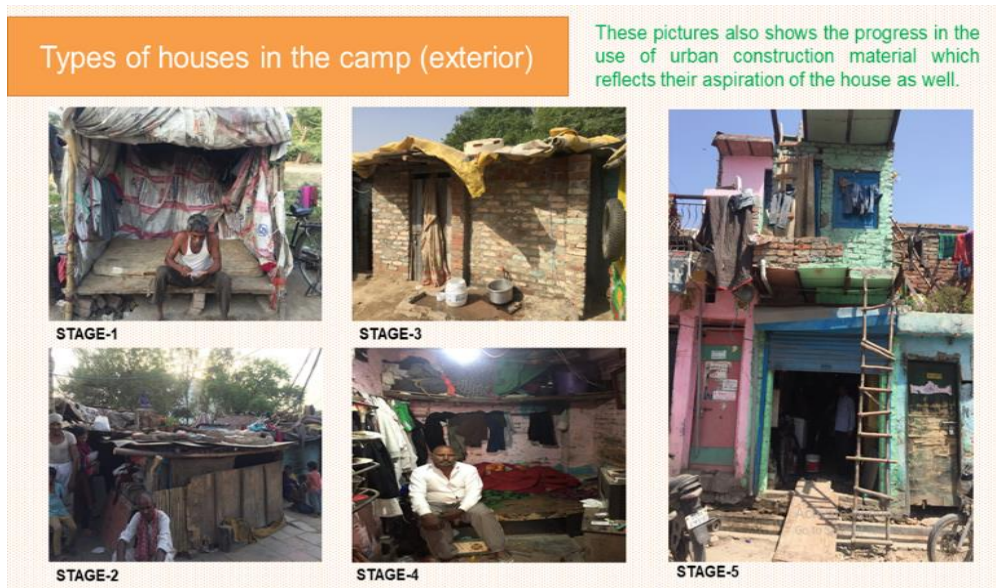 Types of houses in the camp (exterior)
These pictures also shows the progress in the
use of urban construction material which
reflects their aspiration of the house as well.
STAGE-1
STAGE-3
STAGE-2
STAGE-4
STAGE-5